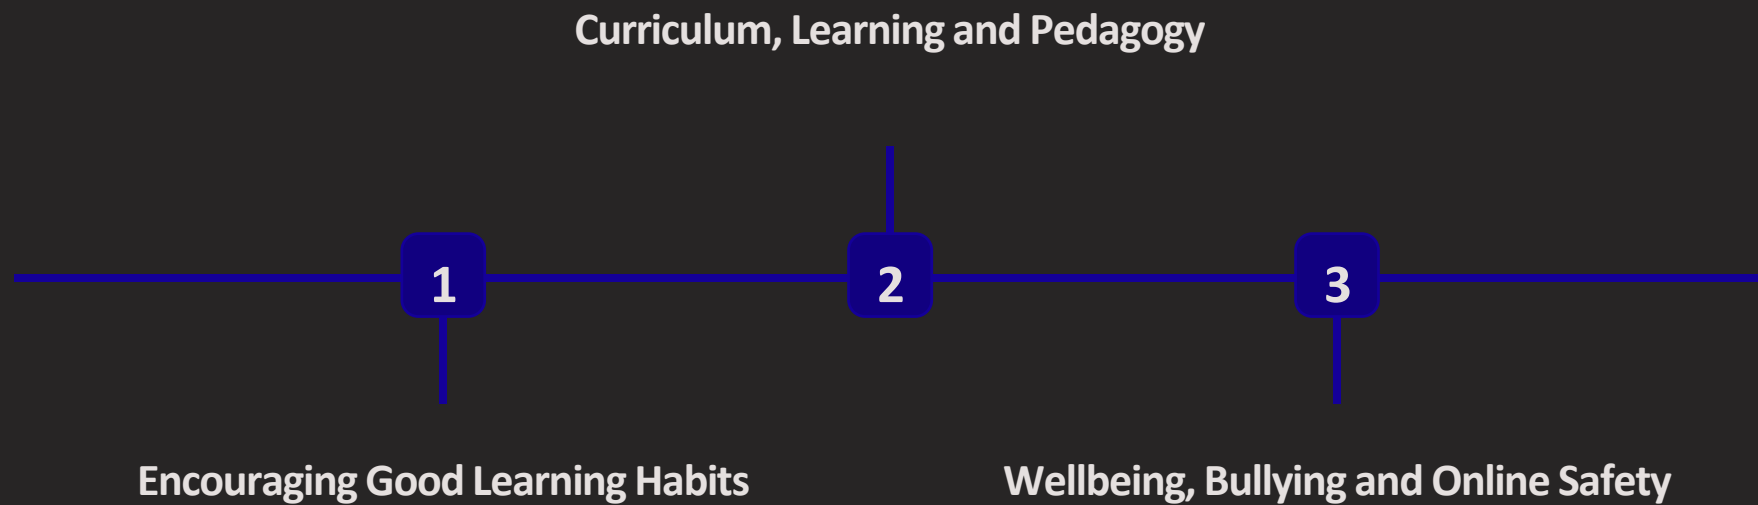 Curriculum, Learning and Pedagogy
1
2
3
Encouraging Good Learning Habits
Wellbeing, Bullying and Online Safety